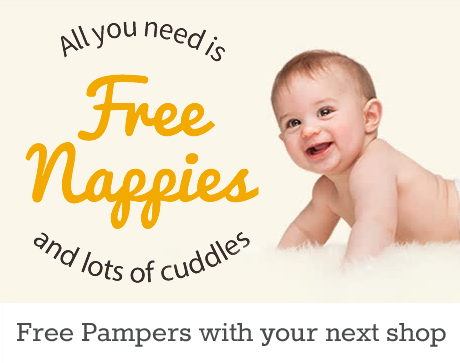 All you need is
Free
Nappies
and lots of cuddles
Free Pampers with your next shop